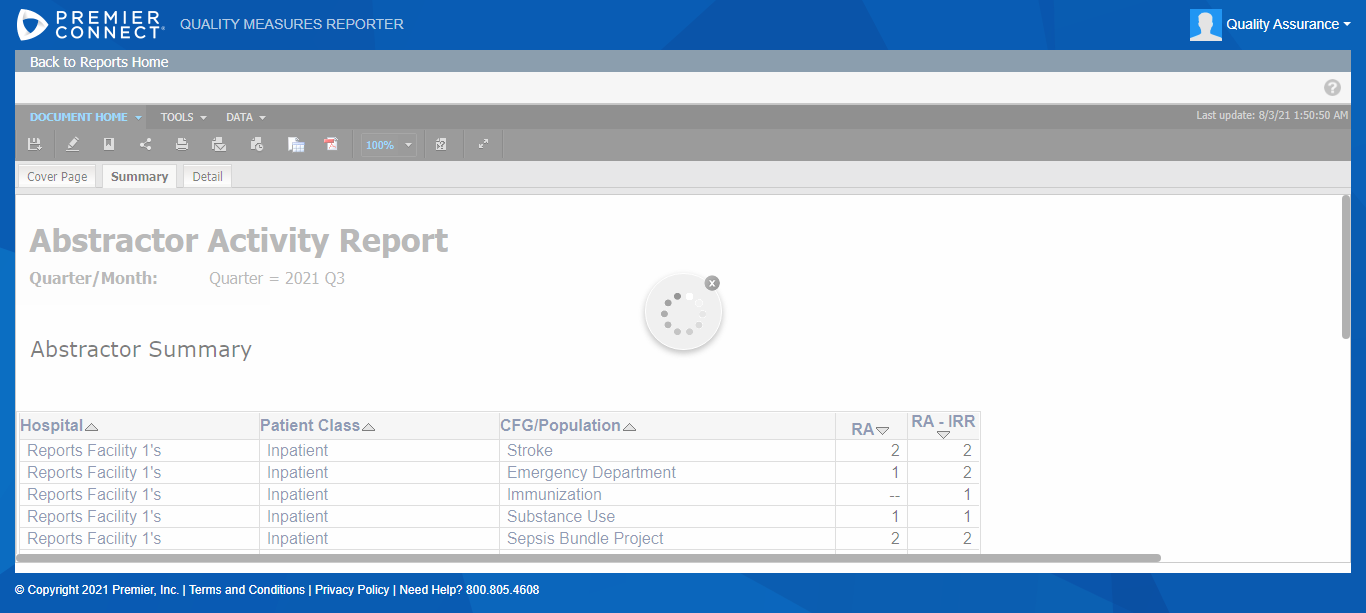 PREMIER CONNECT® QUALITY MEASURES REPORTER Quality Assurance
Back to Reports Home
?
DOCUMENT HOME TOOLS DATA Last update: 8/3/21 1:50:50 AM
100%
Cover Page Summary Detail
Abstractor Activity Report
Quarter/Month: Quarter = 2021 Q3
x
Abstractor Summary
Hospital Patient Class CFG/Population RA RA - IRR
Reports Facility 1's Inpatient Stroke 2 2
Reports Facility 1's Inpatient Emergency Department 1 2
Reports Facility 1's Inpatient Immunization -- 1
Reports Facility 1's Inpatient Substance Use 1 1
Reports Facility 1's Inpatient Sepsis Bundle Project 2 2
© Copyright 2021 Premier, Inc. | Terms and Conditions | Privacy Policy | Need Help? 800.805.4608